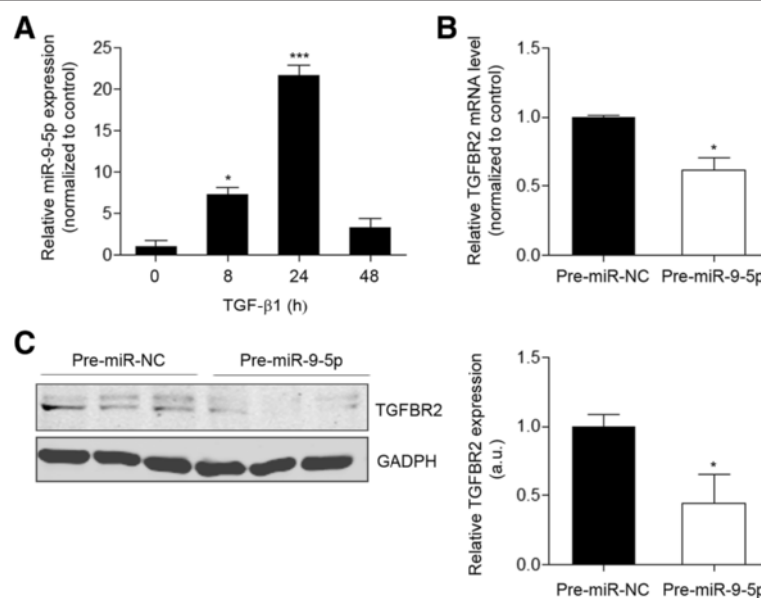 A
Relative miR-9-5p expression
(normalized to control)
25
20
15
10
5
0
*
***
0 8 24 48
TGF-β1 (h)
B
Relative TGFBR2 mRNA level
(normalized to control)
1.5
1.0
0.5
0.0
*
Pre-miR-NC Pre-miR-9-5p
C
Pre-miR-NC Pre-miR-9-5p
TGFBR2
GADPH
Relative TGFBR2 expression
(a.u.)
1.5
1.0
0.5
0.0
*
Pre-miR-NC Pre-miR-9-5p